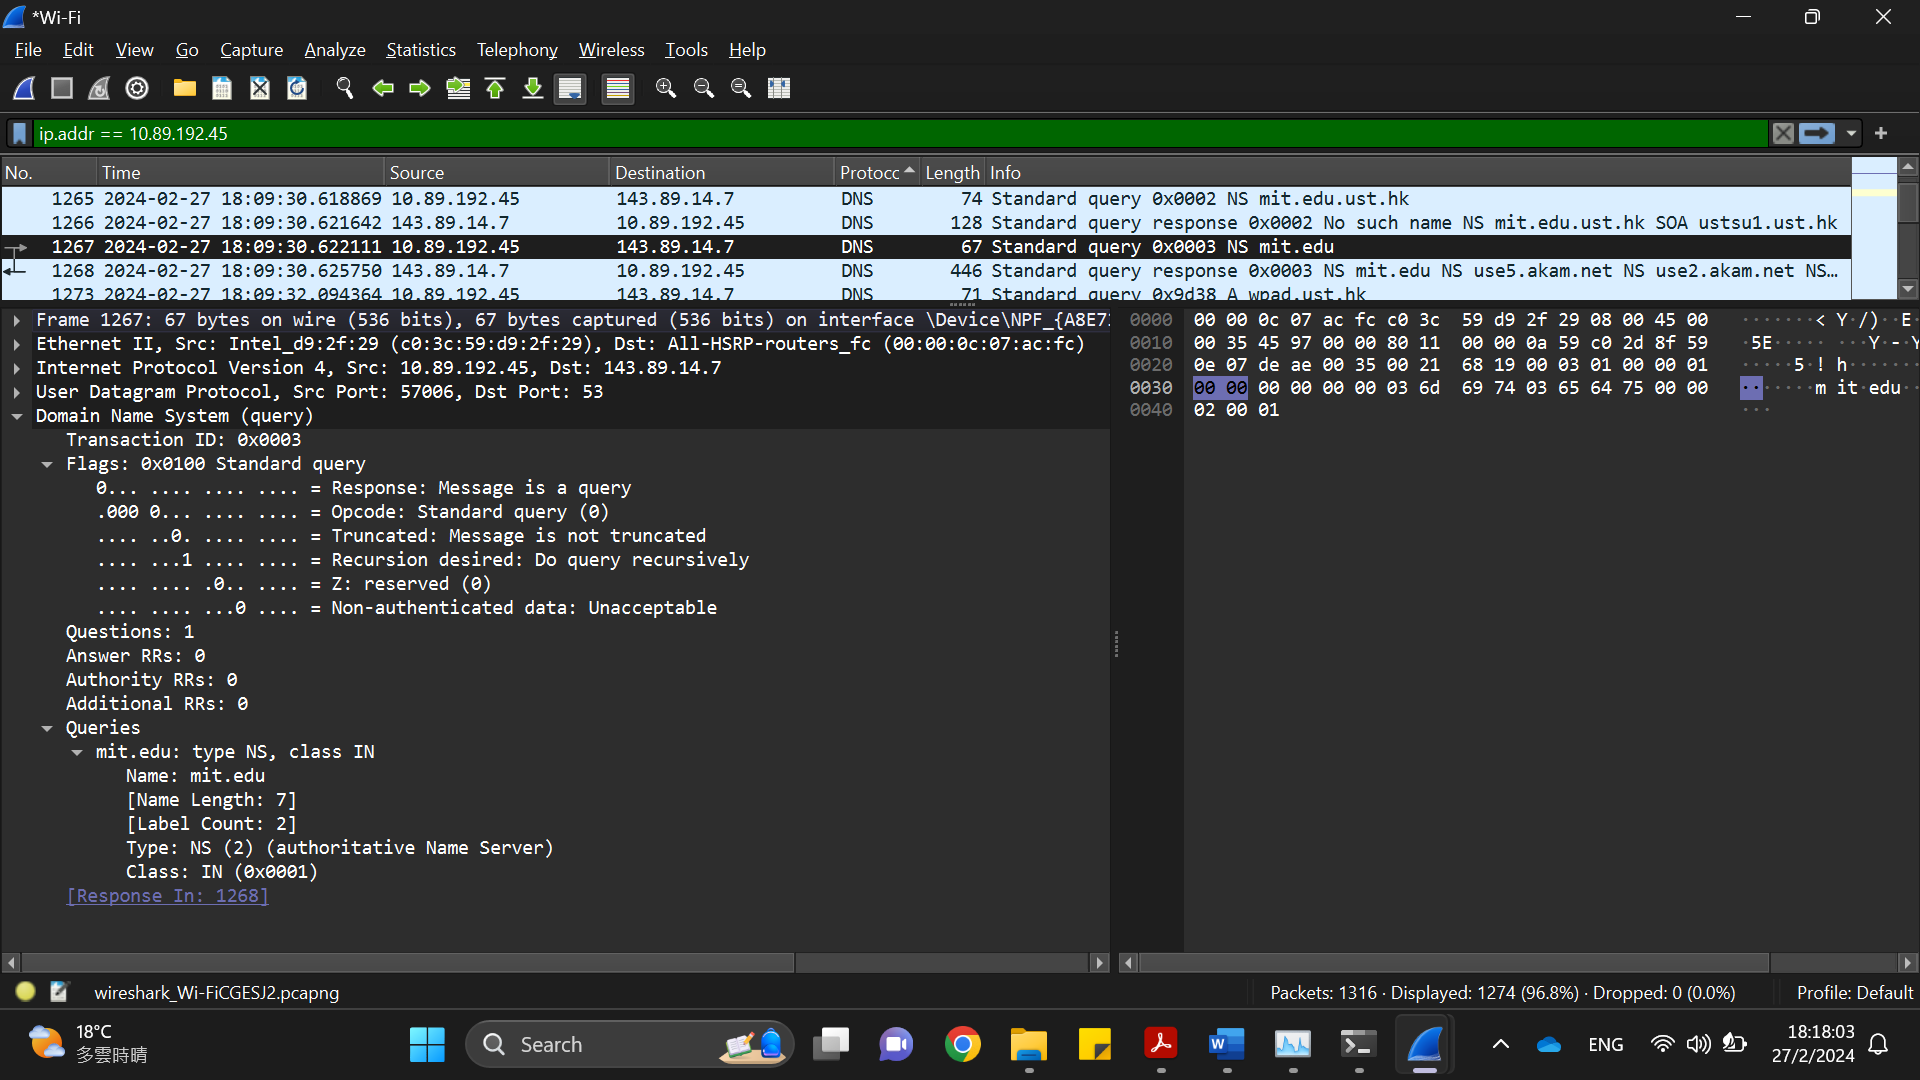 *Wi-Fi
File Edit View Go Capture Analyze Statistics Telephony Wireless Tools Help
ip.addr == 10.89.192.45
No. Time Source Destination Protocc Length Info
1265 2024-02-27 18:09:30.618869 10.89.192.45 143.89.14.7 DNS 74 Standard query 0x0002 NS mit.edu.ust.hk
1266 2024-02-27 18:09:30.621642 143.89.14.7 10.89.192.45 DNS 128 Standard query response 0x0002 No such name NS mit.edu.ust.hk SOA ustsu1.ust.hk
1267 2024-02-27 18:09:30.622111 10.89.192.45 143.89.14.7 DNS 67 Standard query 0x0003 NS mit.edu
1268 2024-02-27 18:09:30.625750 143.89.14.7 10.89.192.45 DNS 446 Standard query response 0x0003 NS mit.edu NS use5.akam.net NS use2.akam.net NS…
1273 2024-02-27 18:09:32.094364 10.89.192.45 143.89.14.7 DNS 71 Standard query 0x9d38 A wpad.ust.hk
Frame 1267: 67 bytes on wire (536 bits), 67 bytes captured (536 bits) on interface \Device\NPF_{A8E7
Ethernet II, Src: Intel_d9:2f:29 (c0:3c:59:d9:2f:29), Dst: All-HSRP-routers_fc (00:00:0c:07:ac:fc)
Internet Protocol Version 4, Src: 10.89.192.45, Dst: 143.89.14.7
User Datagram Protocol, Src Port: 57006, Dst Port: 53
Domain Name System (query)
Transaction ID: 0x0003
Flags: 0x0100 Standard query
0... .... .... .... = Response: Message is a query
.000 0... .... .... = Opcode: Standard query (0)
.... ..0. .... .... = Truncated: Message is not truncated
.... ...1 .... .... = Recursion desired: Do query recursively
.... .... .0.. .... = Z: reserved (0)
.... .... ...0 .... = Non-authenticated data: Unacceptable
Questions: 1
Answer RRs: 0
Authority RRs: 0
Additional RRs: 0
Queries
mit.edu: type NS, class IN
Name: mit.edu
[Name Length: 7]
[Label Count: 2]
Type: NS (2) (authoritative Name Server)
Class: IN (0x0001)
[Response In: 1268]
0000 00 00 0c 07 ac fc c0 3c 59 d9 2f 29 08 00 45 00 ·······< Y·/)··E·
0010 00 35 45 97 00 00 80 11 00 00 0a 59 c0 2d 8f 59 ·5E····· ···Y·-·Y
0020 0e 07 de ae 00 35 00 21 68 19 00 03 01 00 00 01 ·····5·! h·······
0030 00 00 00 00 00 00 03 6d 69 74 03 65 64 75 00 00 ·······m it·edu··
0040 02 00 01 ···
wireshark_Wi-FiCGESJ2.pcapng
Packets: 1316 · Displayed: 1274 (96.8%) · Dropped: 0 (0.0%)
Profile: Default
18°C
多雲時晴
Search
ENG
18:18:03
27/2/2024